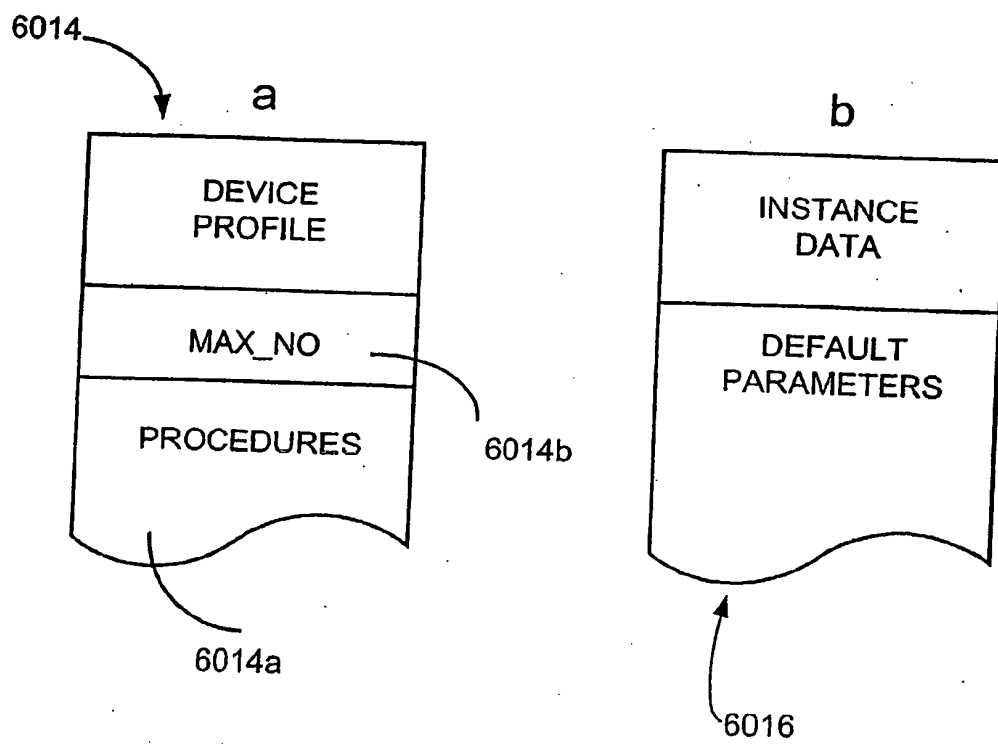 6014
a
DEVICE
PROFILE
MAX_NO
PROCEDURES
6014b
6014a
b
INSTANCE
DATA
DEFAULT
PARAMETERS
6016